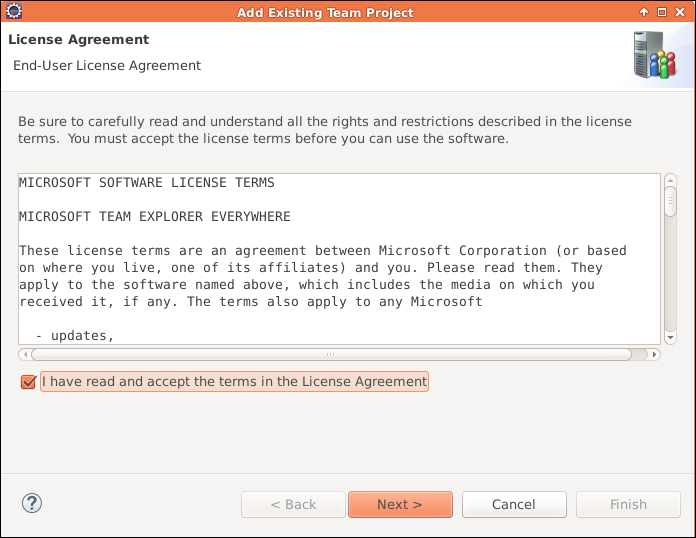 Add Existing Team Project
License Agreement
End-User License Agreement
Be sure to carefully read and understand all the rights and restrictions described in the license
terms.  You must accept the license terms before you can use the software.
MICROSOFT SOFTWARE LICENSE TERMS
MICROSOFT TEAM EXPLORER EVERYWHERE
These license terms are an agreement between Microsoft Corporation (or based
on where you live, one of its affiliates) and you. Please read them. They
apply to the software named above, which includes the media on which you
received it, if any. The terms also apply to any Microsoft
- updates,
I have read and accept the terms in the License Agreement
? < Back Next > Cancel Finish